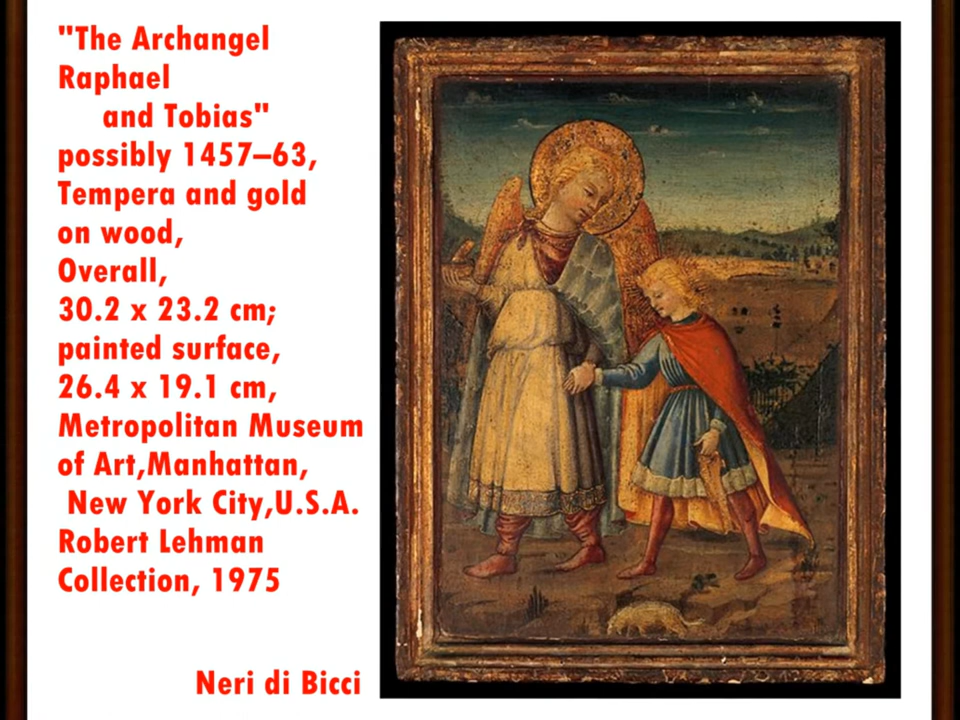 "The Archangel
Raphael
and Tobias"
possibly 1457–63,
Tempera and gold
on wood,
Overall,
30.2 x 23.2 cm;
painted surface,
26.4 x 19.1 cm,
Metropolitan Museum
of Art,Manhattan,
New York City,U.S.A.
Robert Lehman
Collection, 1975
Neri di Bicci